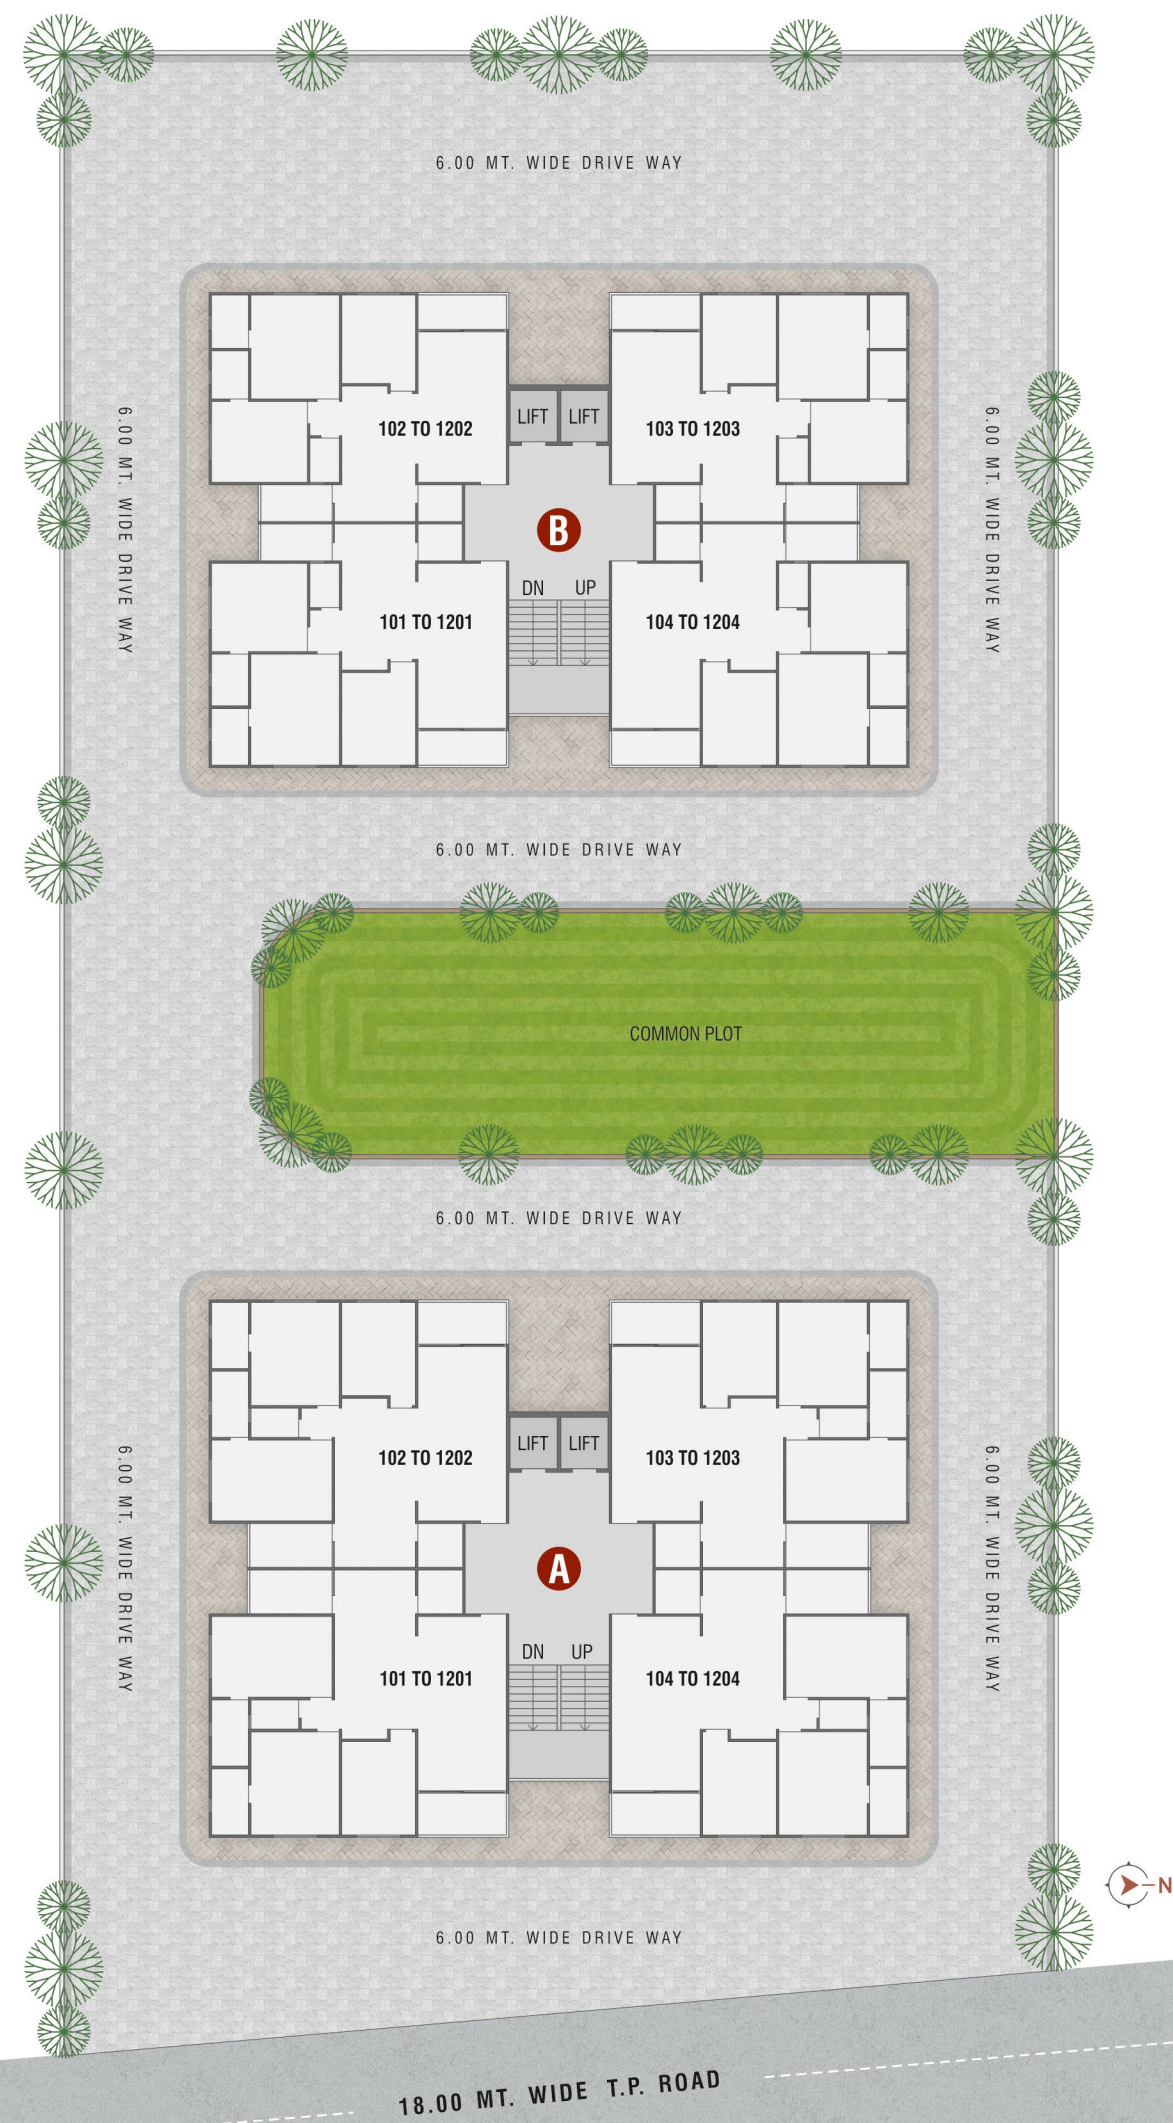 6.00 MT. WIDE DRIVE WAY
6.00 MT. WIDE DRIVE WAY
6.00 MT. WIDE DRIVE WAY
102 TO 1202
LIFT
LIFT
103 TO 1203
B
DN
UP
101 TO 1201
104 TO 1204
6.00 MT. WIDE DRIVE WAY
COMMON PLOT
6.00 MT. WIDE DRIVE WAY
6.00 MT. WIDE DRIVE WAY
6.00 MT. WIDE DRIVE WAY
102 TO 1202
LIFT
LIFT
103 TO 1203
A
DN
UP
101 TO 1201
104 TO 1204
N
6.00 MT. WIDE DRIVE WAY
18.00 MT. WIDE T.P. ROAD